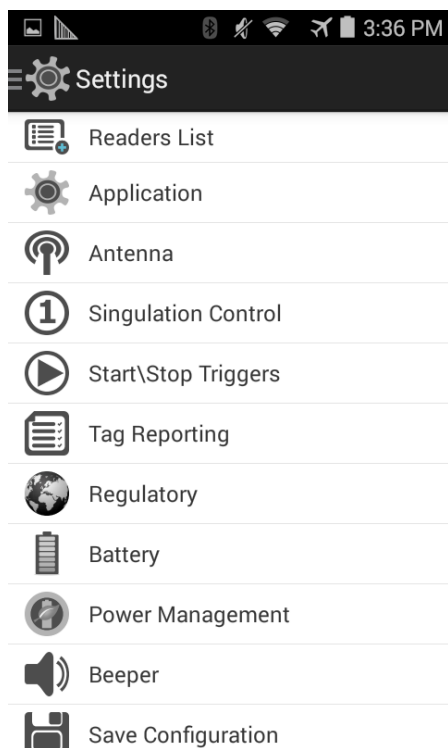 3:36 PM
Settings
Readers List
Application
Antenna
1
Singulation Control
Start\Stop Triggers
Tag Reporting
Regulatory
Battery
Power Management
Beeper
Save Configuration